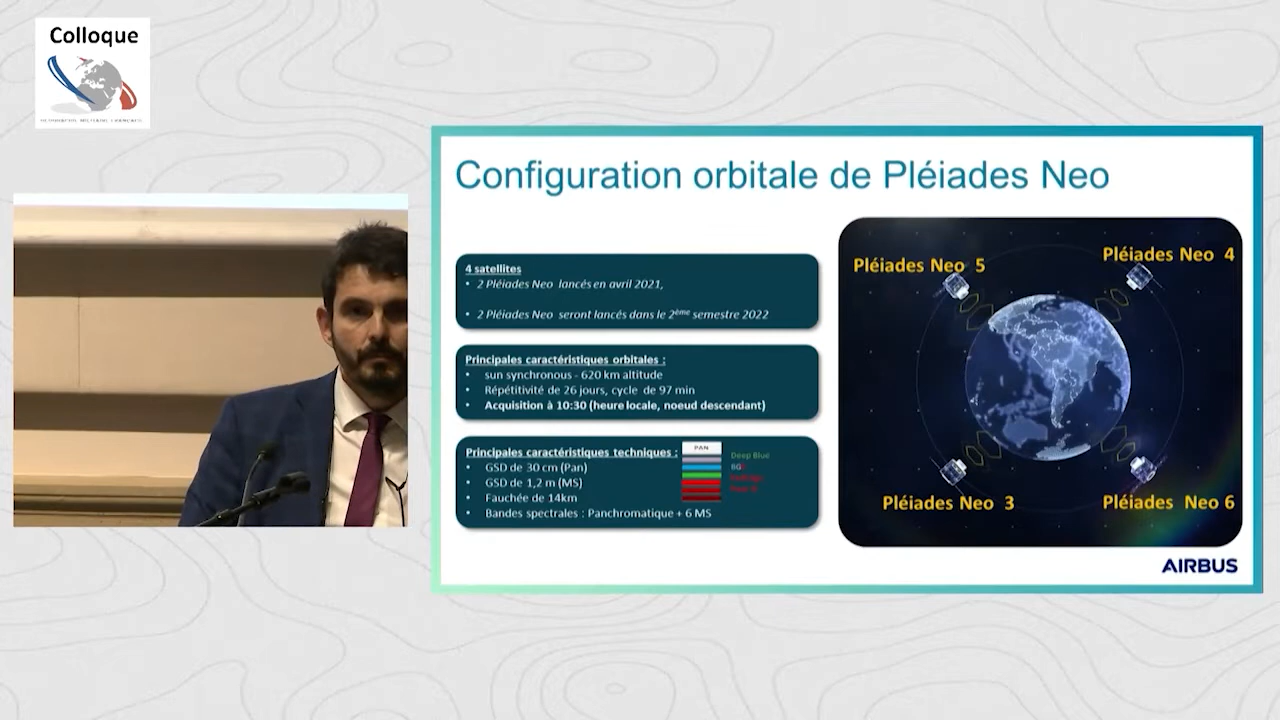 Colloque
Configuration orbitale de Pléiades Neo
4 satellites
• 2 Pléiades Neo lancés en avril 2021,
• 2 Pléiades Neo seront lancés dans le 2ème semestre 2022
Principales caractéristiques orbitales :
• sun synchronous - 620 km altitude
• Répétitivité de 26 jours, cycle de 97 min
• Acquisition à 10:30 (heure locale, noeud descendant)
Principales caractéristiques techniques :
• GSD de 30 cm (Pan)
• GSD de 1,2 m (MS)
• Fauchée de 14km
• Bandes spectrales : Panchromatique + 6 MS
PAN
Deep Blue
Pléiades Neo 5
Pléiades Neo 4
Pléiades Neo 3
Pléiades Neo 6
AIRBUS